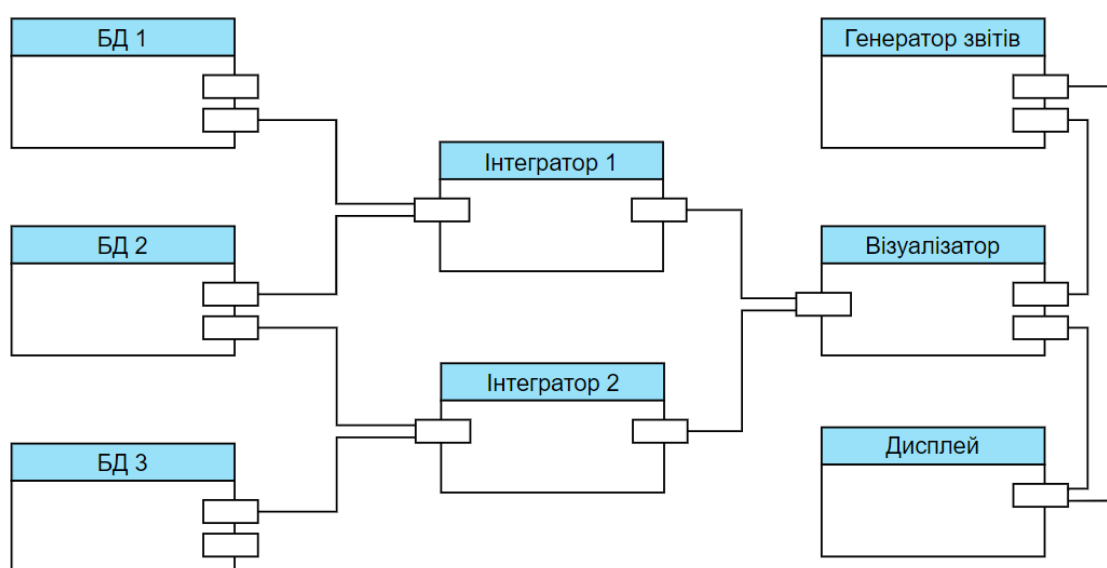 БД 1
Генератор звітів
Інтегратор 1
БД 2
Візуалізатор
Інтегратор 2
БД 3
Дисплей